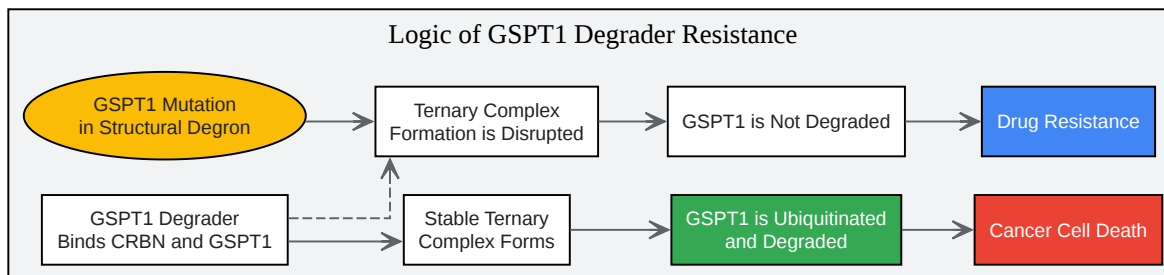 Logic of GSPT1 Degrader Resistance
GSPT1 Mutation
in Structural Degron
Ternary Complex
Formation is Disrupted
GSPT1 is Not Degraded
Drug Resistance
GSPT1 Degrader
Binds CRBN and GSPT1
Stable Ternary
Complex Forms
GSPT1 is Ubiquitinated
and Degraded
Cancer Cell Death